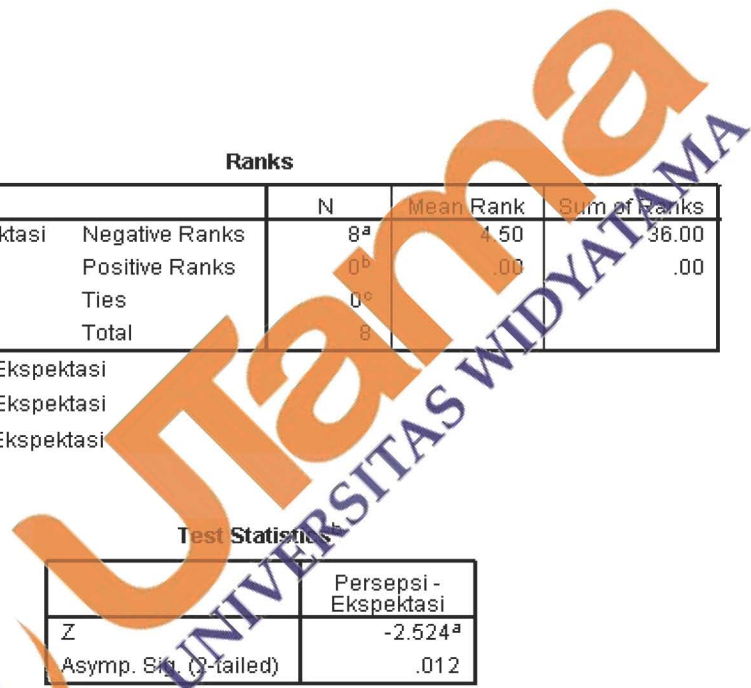 Ranks
N Mean Rank Sum of Ranks
ktasi Negative Ranks 8ᵃ 4.50 36.00
Positive Ranks 0ᵇ .00 .00
Ties 0ᶜ
Total 8
Ekspektasi
Ekspektasi
Ekspektasi
Test Statisticsᵇ
Persepsi -
Ekspektasi
Z -2.524ᵃ
Asymp. Sig. (2-tailed) .012
UTama
UNIVERSITAS WIDYATAMA